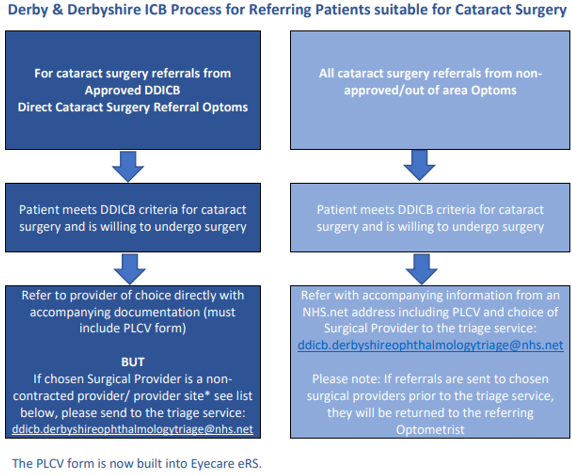 Derby & Derbyshire ICB Process for Referring Patients suitable for Cataract Surgery
For cataract surgery referrals from
Approved DDICB
Direct Cataract Surgery Referral Optoms
Patient meets DDICB criteria for cataract
surgery and is willing to undergo surgery
Refer to provider of choice directly with
accompanying documentation (must
include PLCV form)
BUT
If chosen Surgical Provider is a non-
contracted provider/ provider site* see list
below, please send to the triage service:
ddicb.derbyshireophthalmologytriage@nhs.net
All cataract surgery referrals from non-
approved/out of area Optoms
Patient meets DDICB criteria for cataract
surgery and is willing to undergo surgery
Refer with accompanying information from an
NHS.net address including PLCV and choice of
Surgical Provider to the triage service:
ddicb.derbyshireophthalmologytriage@nhs.net
Please note: If referrals are sent to chosen
surgical providers prior to the triage service,
they will be returned to the referring
Optometrist
The PLCV form is now built into Eyecare eRS.